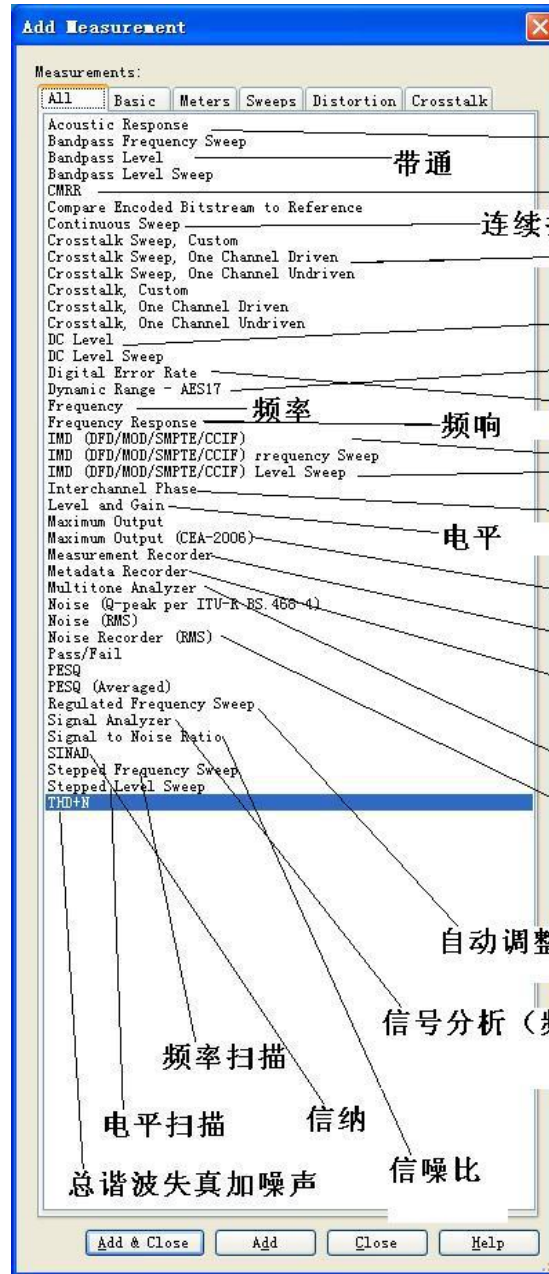 Add Measurement
Measurements:
All Basic Meters Sweeps Distortion Crosstalk
Acoustic Response
Bandpass Frequency Sweep
Bandpass Level
带通
Bandpass Level Sweep
CMRR
Compare Encoded Bitstream to Reference
Continuous Sweep
连续
Crosstalk Sweep, Custom
Crosstalk Sweep, One Channel Driven
Crosstalk Sweep, One Channel Undriven
Crosstalk, Custom
Crosstalk, One Channel Driven
Crosstalk, One Channel Undriven
DC Level
DC Level Sweep
Digital Error Rate
Dynamic Range - AES17
Frequency
频率
Frequency Response
频响
IMD (DFD/MOD/SMPTE/CCIF)
IMD (DFD/MOD/SMPTE/CCIF) rrequency Sweep
IMD (DFD/MOD/SMPTE/CCIF) Level Sweep
Interchannel Phase
Level and Gain
电平
Maximum Output
Maximum Output (CEA-2006)
Measurement Recorder
Metadata Recorder
Multitone Analyzer
Noise (Q-peak per ITU-R BS.468-4)
Noise (RMS)
Noise Recorder (RMS)
Pass/Fail
PESQ
PESQ (Averaged)
Regulated Frequency Sweep
Signal Analyzer
Signal to Noise Ratio
SINAD
Stepped Frequency Sweep
Stepped Level Sweep
THD+N
自动调整
信号分析（频
频率扫描
电平扫描
信纳
信噪比
总谐波失真加噪声
Add & Close Add Close Help